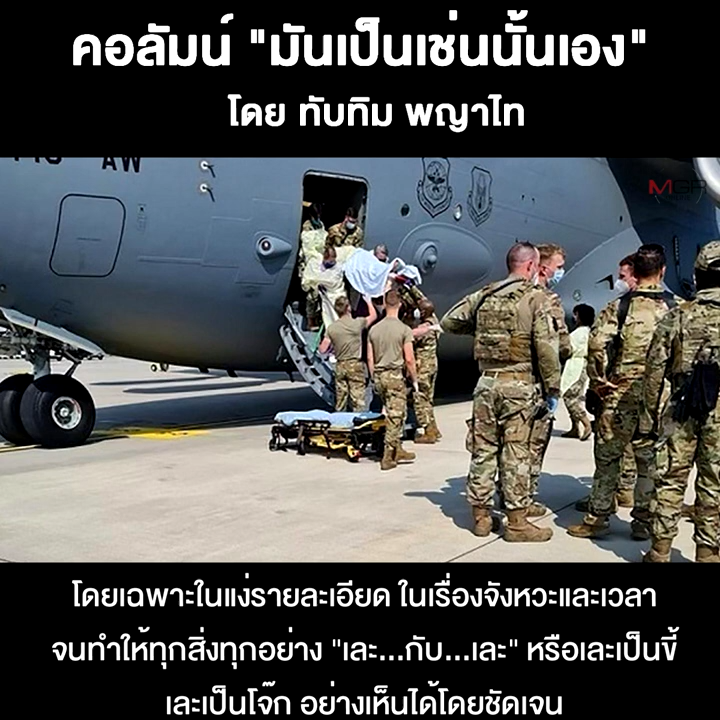 คอลัมน์ "มันเป็นเช่นนั้นเอง"
โดย ทับทิม พญาไท
AW
MGR
โดยเฉพาะในแง่รายละเอียด ในเรื่องจังหวะและเวลา
จนทำให้ทุกสิ่งทุกอย่าง "เละ...กับ...เละ" หรือเละเป็นขี้
เละเป็นโจ๊ก อย่างเห็นได้โดยชัดเจน